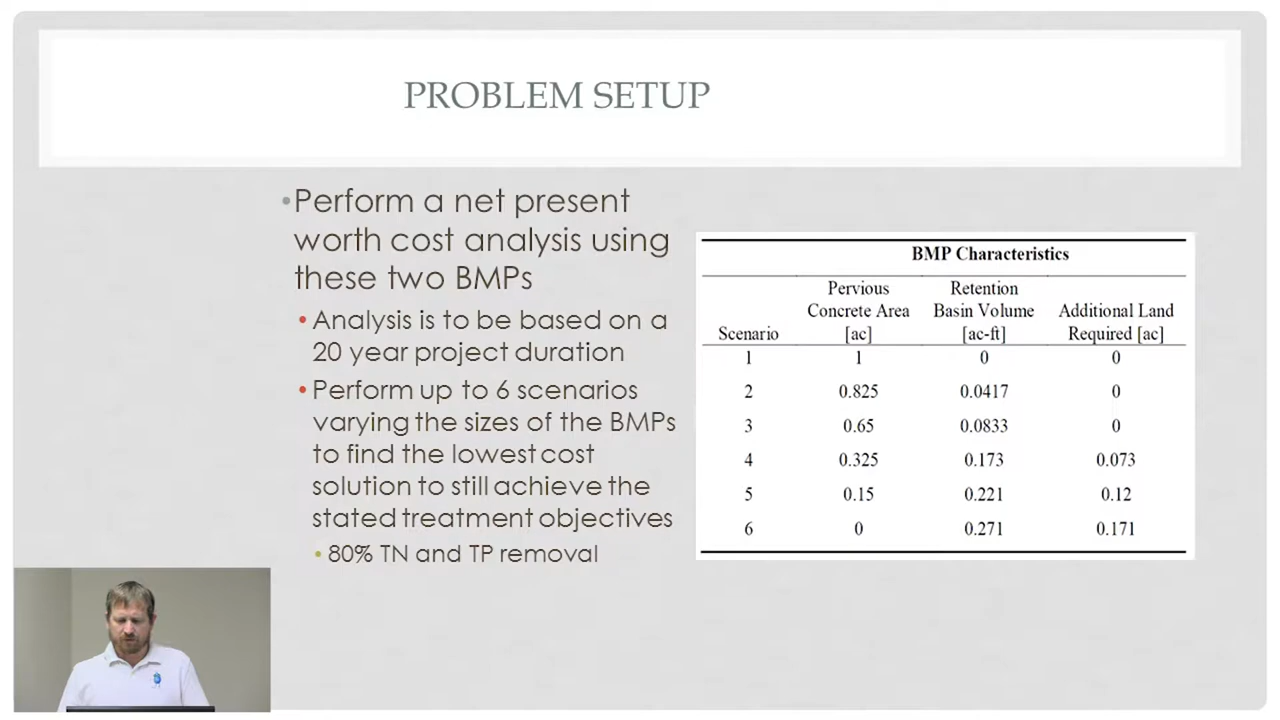 PROBLEM SETUP
•Perform a net present
worth cost analysis using
these two BMPs
•Analysis is to be based on a
20 year project duration
•Perform up to 6 scenarios
varying the sizes of the BMPs
to find the lowest cost
solution to still achieve the
stated treatment objectives
•80% TN and TP removal
BMP Characteristics
Scenario Pervious Concrete Area [ac] Retention Basin Volume [ac-ft] Additional Land Required [ac]
1 1 0 0
2 0.825 0.0417 0
3 0.65 0.0833 0
4 0.325 0.173 0.073
5 0.15 0.221 0.12
6 0 0.271 0.171